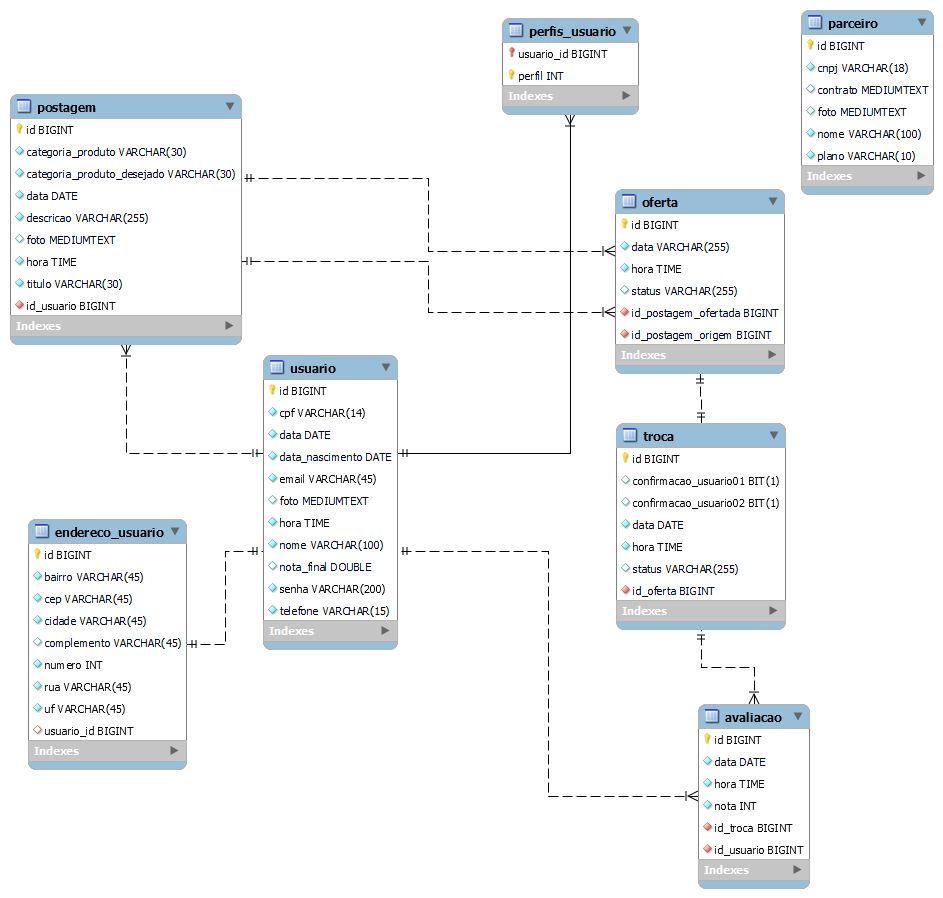 perfis_usuario
usuario_id BIGINT
perfil INT
Indexes
parceiro
id BIGINT
cnpj VARCHAR(18)
contrato MEDIUMTEXT
foto MEDIUMTEXT
nome VARCHAR(100)
plano VARCHAR(10)
Indexes
postagem
id BIGINT
categoria_produto VARCHAR(30)
categoria_produto_desejado VARCHAR(30)
data DATE
descricao VARCHAR(255)
foto MEDIUMTEXT
hora TIME
titulo VARCHAR(30)
id_usuario BIGINT
Indexes
oferta
id BIGINT
data VARCHAR(255)
hora TIME
status VARCHAR(255)
id_postagem_ofertada BIGINT
id_postagem_origem BIGINT
Indexes
usuario
id BIGINT
cpf VARCHAR(14)
data DATE
data_nascimento DATE
email VARCHAR(45)
foto MEDIUMTEXT
hora TIME
nome VARCHAR(100)
nota_final DOUBLE
senha VARCHAR(200)
telefone VARCHAR(15)
Indexes
troca
id BIGINT
confirmacao_usuario01 BIT(1)
confirmacao_usuario02 BIT(1)
data DATE
hora TIME
status VARCHAR(255)
id_oferta BIGINT
Indexes
endereco_usuario
id BIGINT
bairro VARCHAR(45)
cep VARCHAR(45)
cidade VARCHAR(45)
complemento VARCHAR(45)
numero INT
rua VARCHAR(45)
uf VARCHAR(45)
usuario_id BIGINT
Indexes
avaliacao
id BIGINT
data DATE
hora TIME
nota INT
id_troca BIGINT
id_usuario BIGINT
Indexes